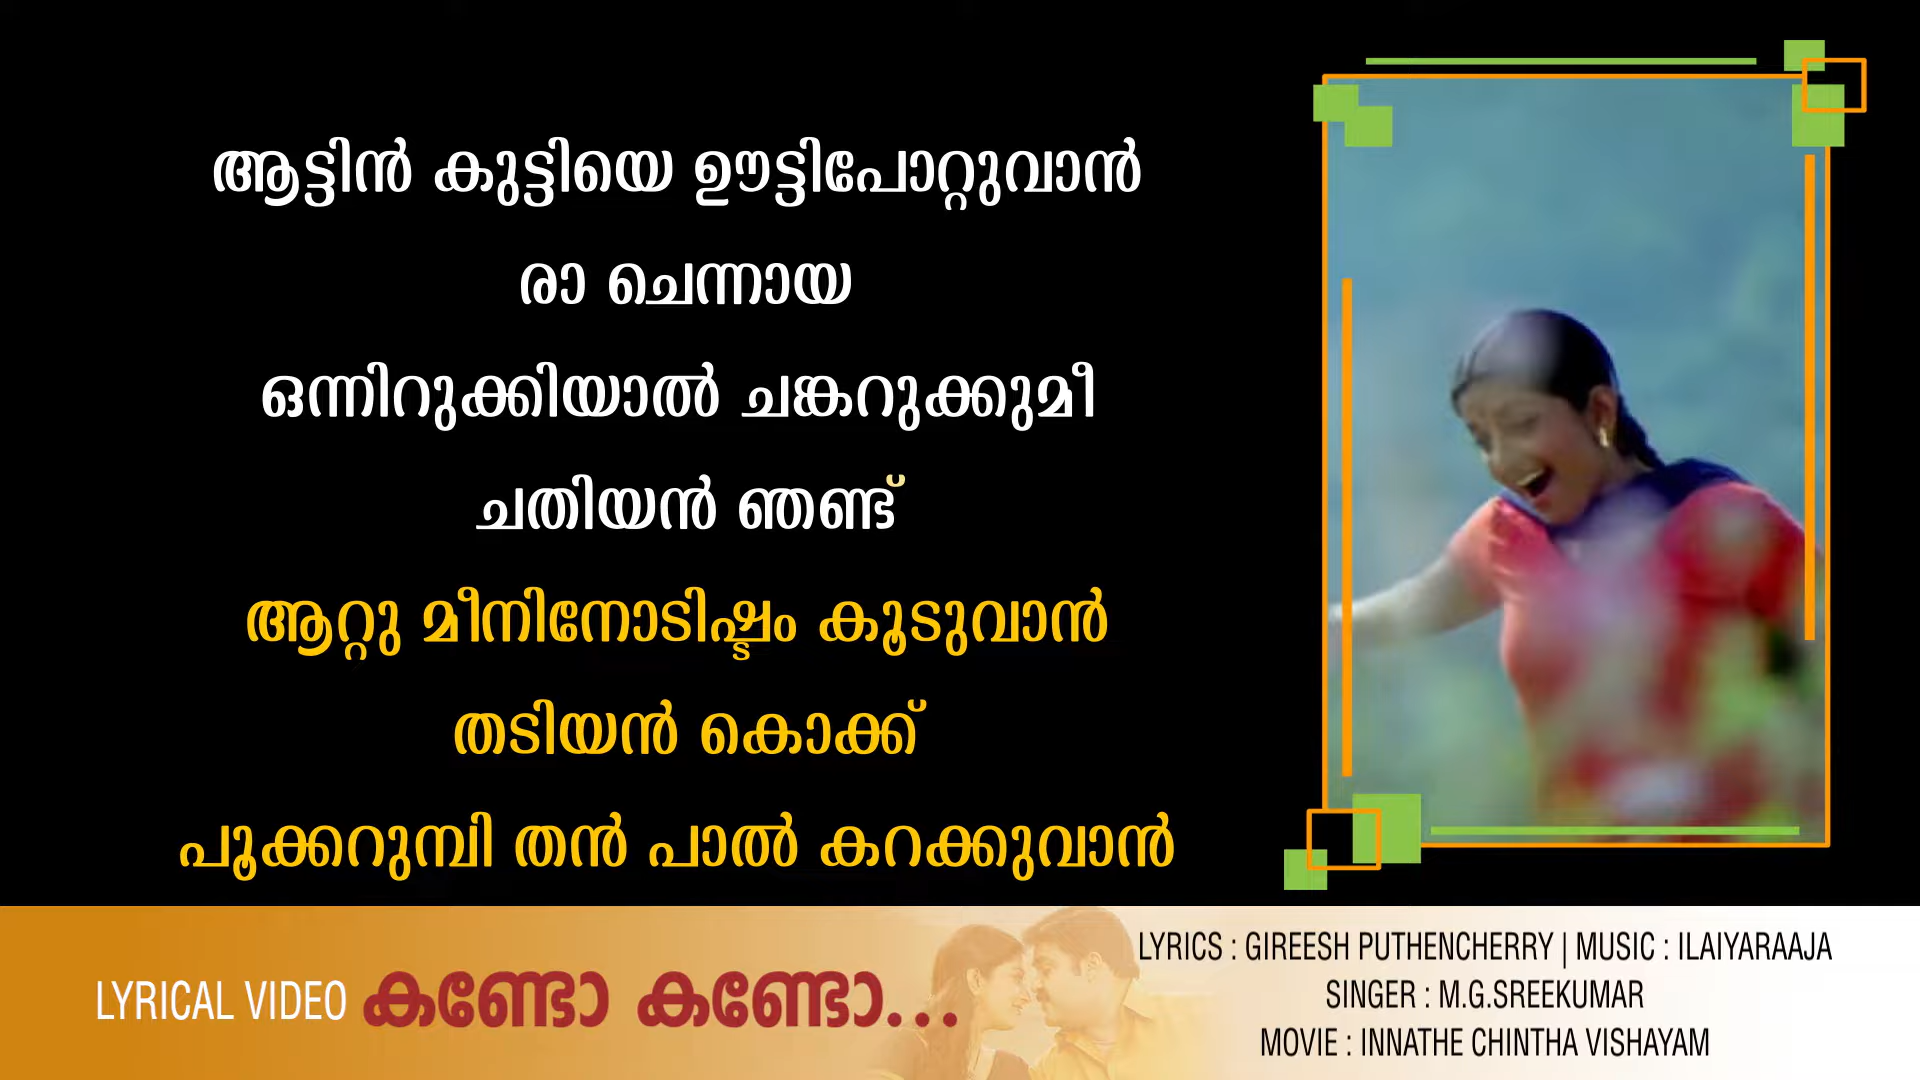 ആട്ടിൻ കുട്ടിയെ ഊട്ടിപോറ്റുവാൻ
രാ ചെന്നായ
ഒന്നിറുക്കിയാൽ ചങ്കറുക്കുമീ
ചതിയൻ ഞണ്ട്
ആറ്റു മീനിനോടിഷ്ടം കൂടുവാൻ
തടിയൻ കൊക്ക്
പൂക്കറുമ്പി തൻ പാൽ കറക്കുവാൻ
LYRICAL VIDEO കണ്ടോ കണ്ടോ...
LYRICS : GIREESH PUTHENCHERRY | MUSIC : ILAIYARAAJA
SINGER : M.G.SREEKUMAR
MOVIE : INNATHE CHINTHA VISHAYAM